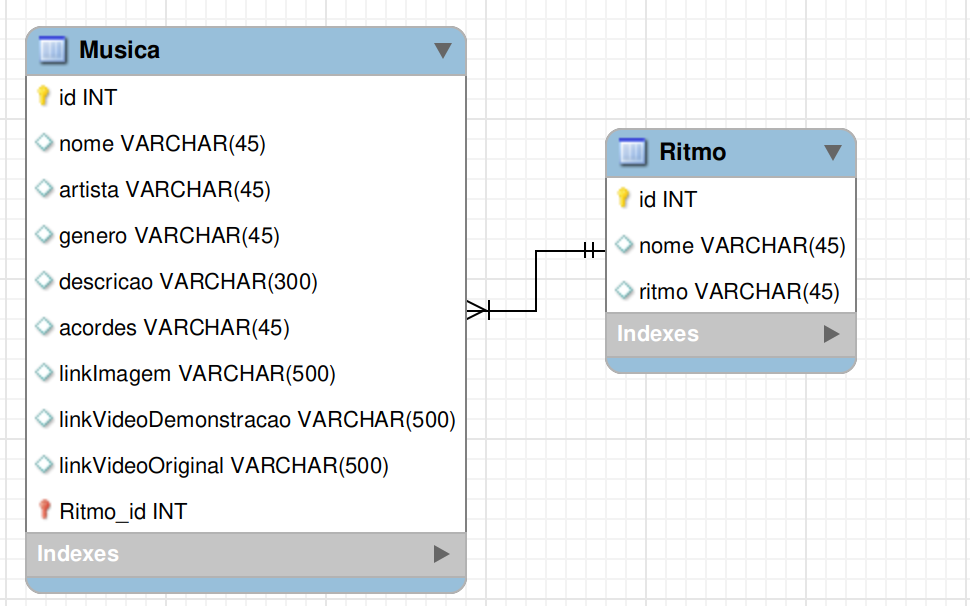 Musica
id INT
nome VARCHAR(45)
artista VARCHAR(45)
genero VARCHAR(45)
descricao VARCHAR(300)
acordes VARCHAR(45)
linkImagem VARCHAR(500)
linkVideoDemonstracao VARCHAR(500)
linkVideoOriginal VARCHAR(500)
Ritmo_id INT
Indexes
Ritmo
id INT
nome VARCHAR(45)
ritmo VARCHAR(45)
Indexes